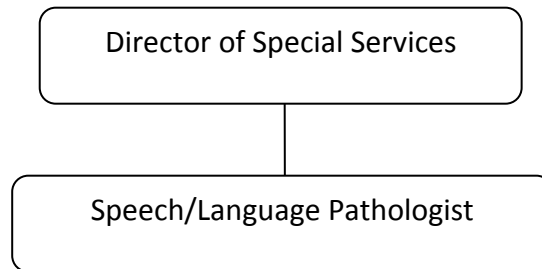 Director of Special Services
Speech/Language Pathologist